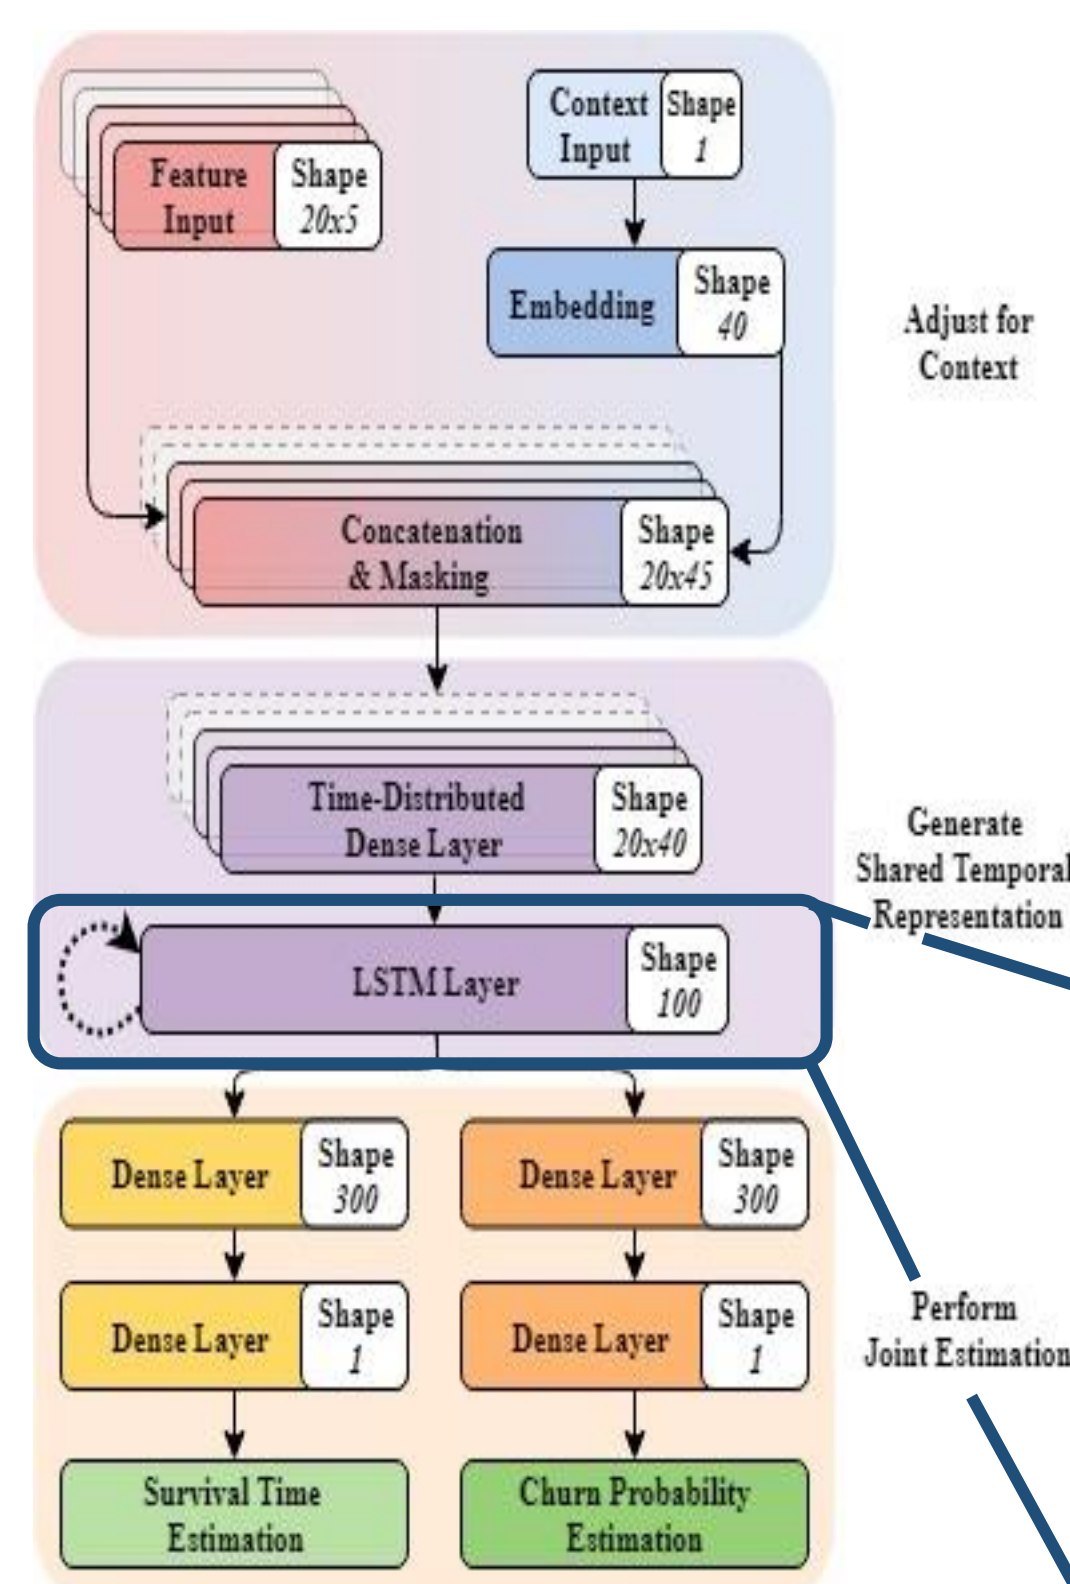 Feature
Input
Shape
20x5
Context
Input
Shape
1
Embedding
Shape
40
Adjust for
Context
Concatenation
& Masking
Shape
20x45
Time-Distributed
Dense Layer
Shape
20x40
Generate
Shared Temporal
Representation
LSTM Layer
Shape
100
Dense Layer
Shape
300
Dense Layer
Shape
300
Dense Layer
Shape
1
Dense Layer
Shape
1
Perform
Joint Estimation
Survival Time
Estimation
Churn Probability
Estimation